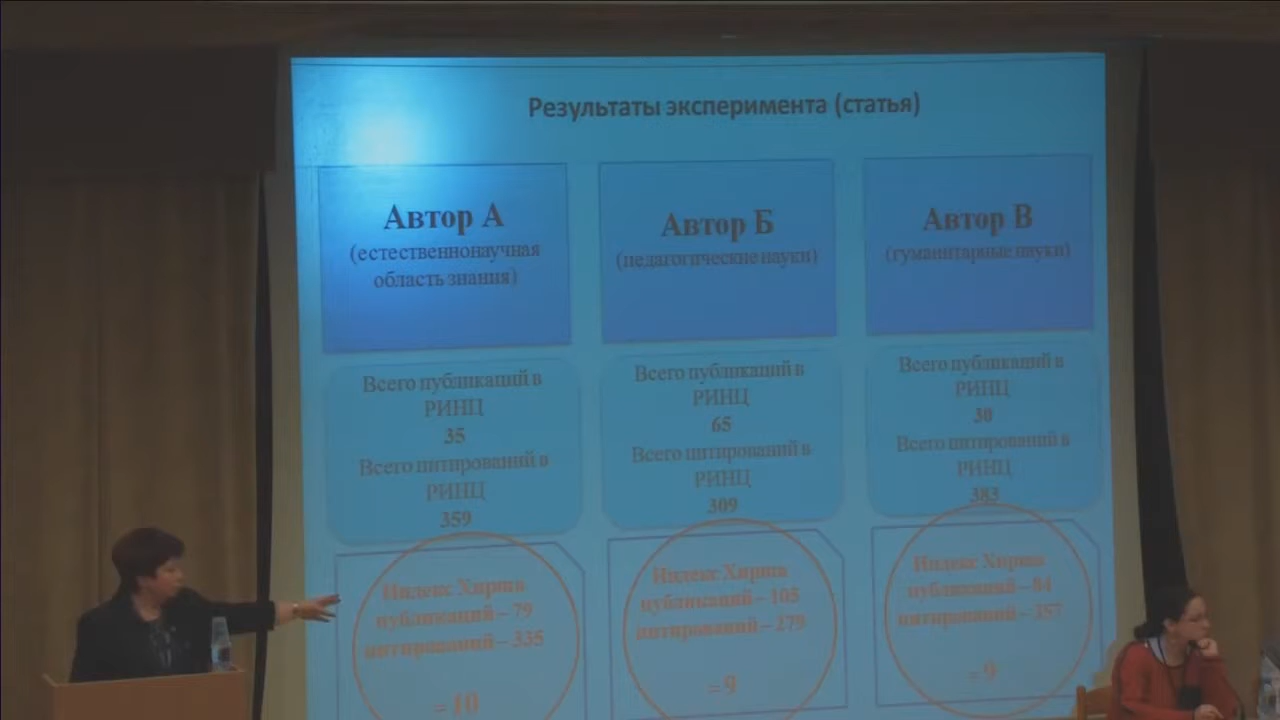 Результаты эксперимента (статья)
Автор А
(естественнонаучная
область знания)
Автор Б
(педагогические науки)
Автор В
(гуманитарные науки)
Всего публикаций в
РИНЦ
35
Всего цитирований в
РИНЦ
359
Всего публикаций в
РИНЦ
65
Всего цитирований в
РИНЦ
309
Всего публикаций в
РИНЦ
30
Всего цитирований в
РИНЦ
383
Индекс Хирша
публикаций – 79
цитирований – 335
= 10
Индекс Хирша
публикаций – 105
цитирований – 279
= 9
Индекс Хирша
публикаций – 84
цитирований – 357
= 9